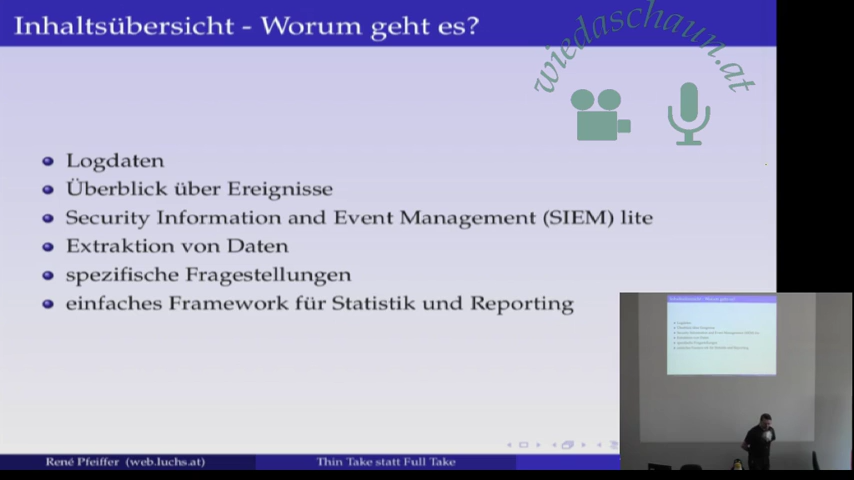 Inhaltsübersicht - Worum geht es?
wiedaschaun.at
Logdaten
Überblick über Ereignisse
Security Information and Event Management (SIEM) lite
Extraktion von Daten
spezifische Fragestellungen
einfaches Framework für Statistik und Reporting
René Pfeiffer (web.luchs.at)
Thin Take statt Full Take